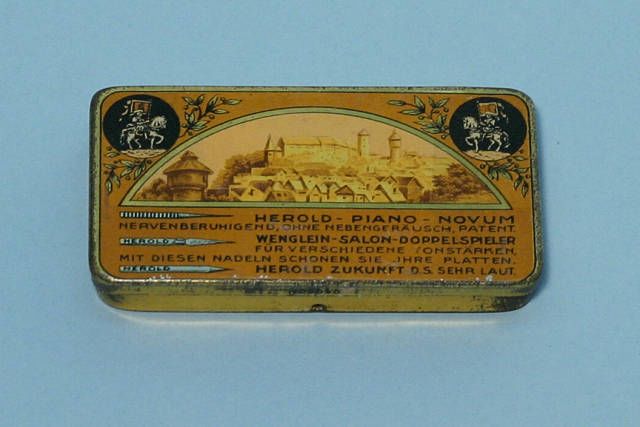 HEROLD - PIANO - NOVUM
NERVENBERUHIGEND, OHNE NEBENGERÄUSCH, PATENT.
HEROLD WENGLEIN-SALON-DOPPELSPIELER
FÜR VERSCHIEDENE TONSTÄRKEN,
MIT DIESEN NADELN SCHONEN SIE IHRE PLATTEN.
HEROLD HEROLD ZUKUNFT D.S. SEHR LAUT.